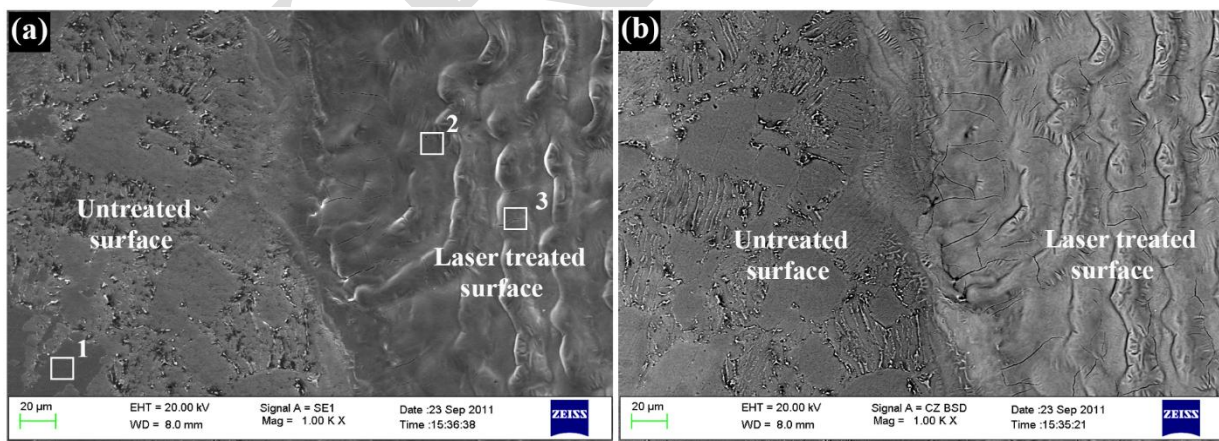 (a)
2
3
Untreated
surface
Laser treated
surface
1
20 µm
EHT = 20.00 kV
WD = 8.0 mm
Signal A = SE1
Mag = 1.00 K X
Date :23 Sep 2011
Time :15:36:38
ZEISS
(b)
Untreated
surface
Laser treated
surface
20 µm
EHT = 20.00 kV
WD = 8.0 mm
Signal A = CZ BSD
Mag = 1.00 K X
Date :23 Sep 2011
Time :15:35:21
ZEISS